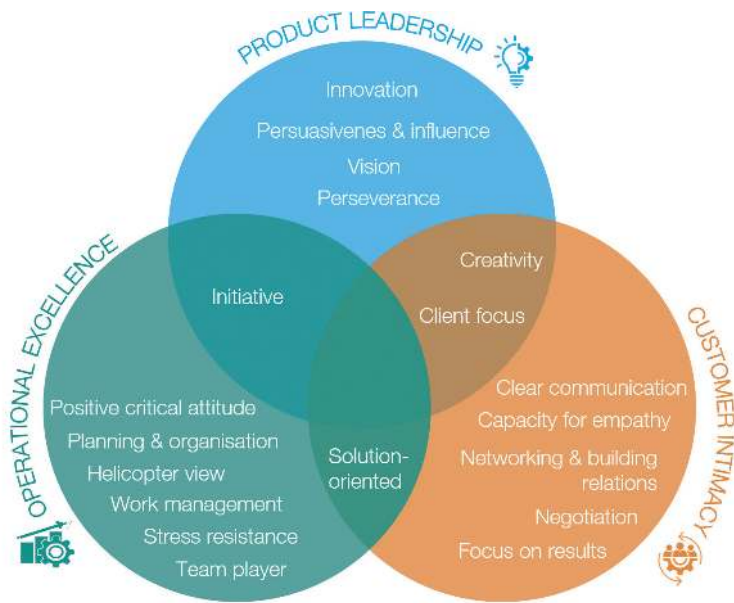 PRODUCT LEADERSHIP
Innovation
Persuasivenes & influence
Vision
Perseverance
OPERATIONAL EXCELLENCE
Initiative
Creativity
Client focus
CUSTOMER INTIMACY
Positive critical attitude
Planning & organisation
Helicopter view
Work management
Stress resistance
Team player
Solution-
oriented
Clear communication
Capacity for empathy
Networking & building
relations
Negotiation
Focus on results